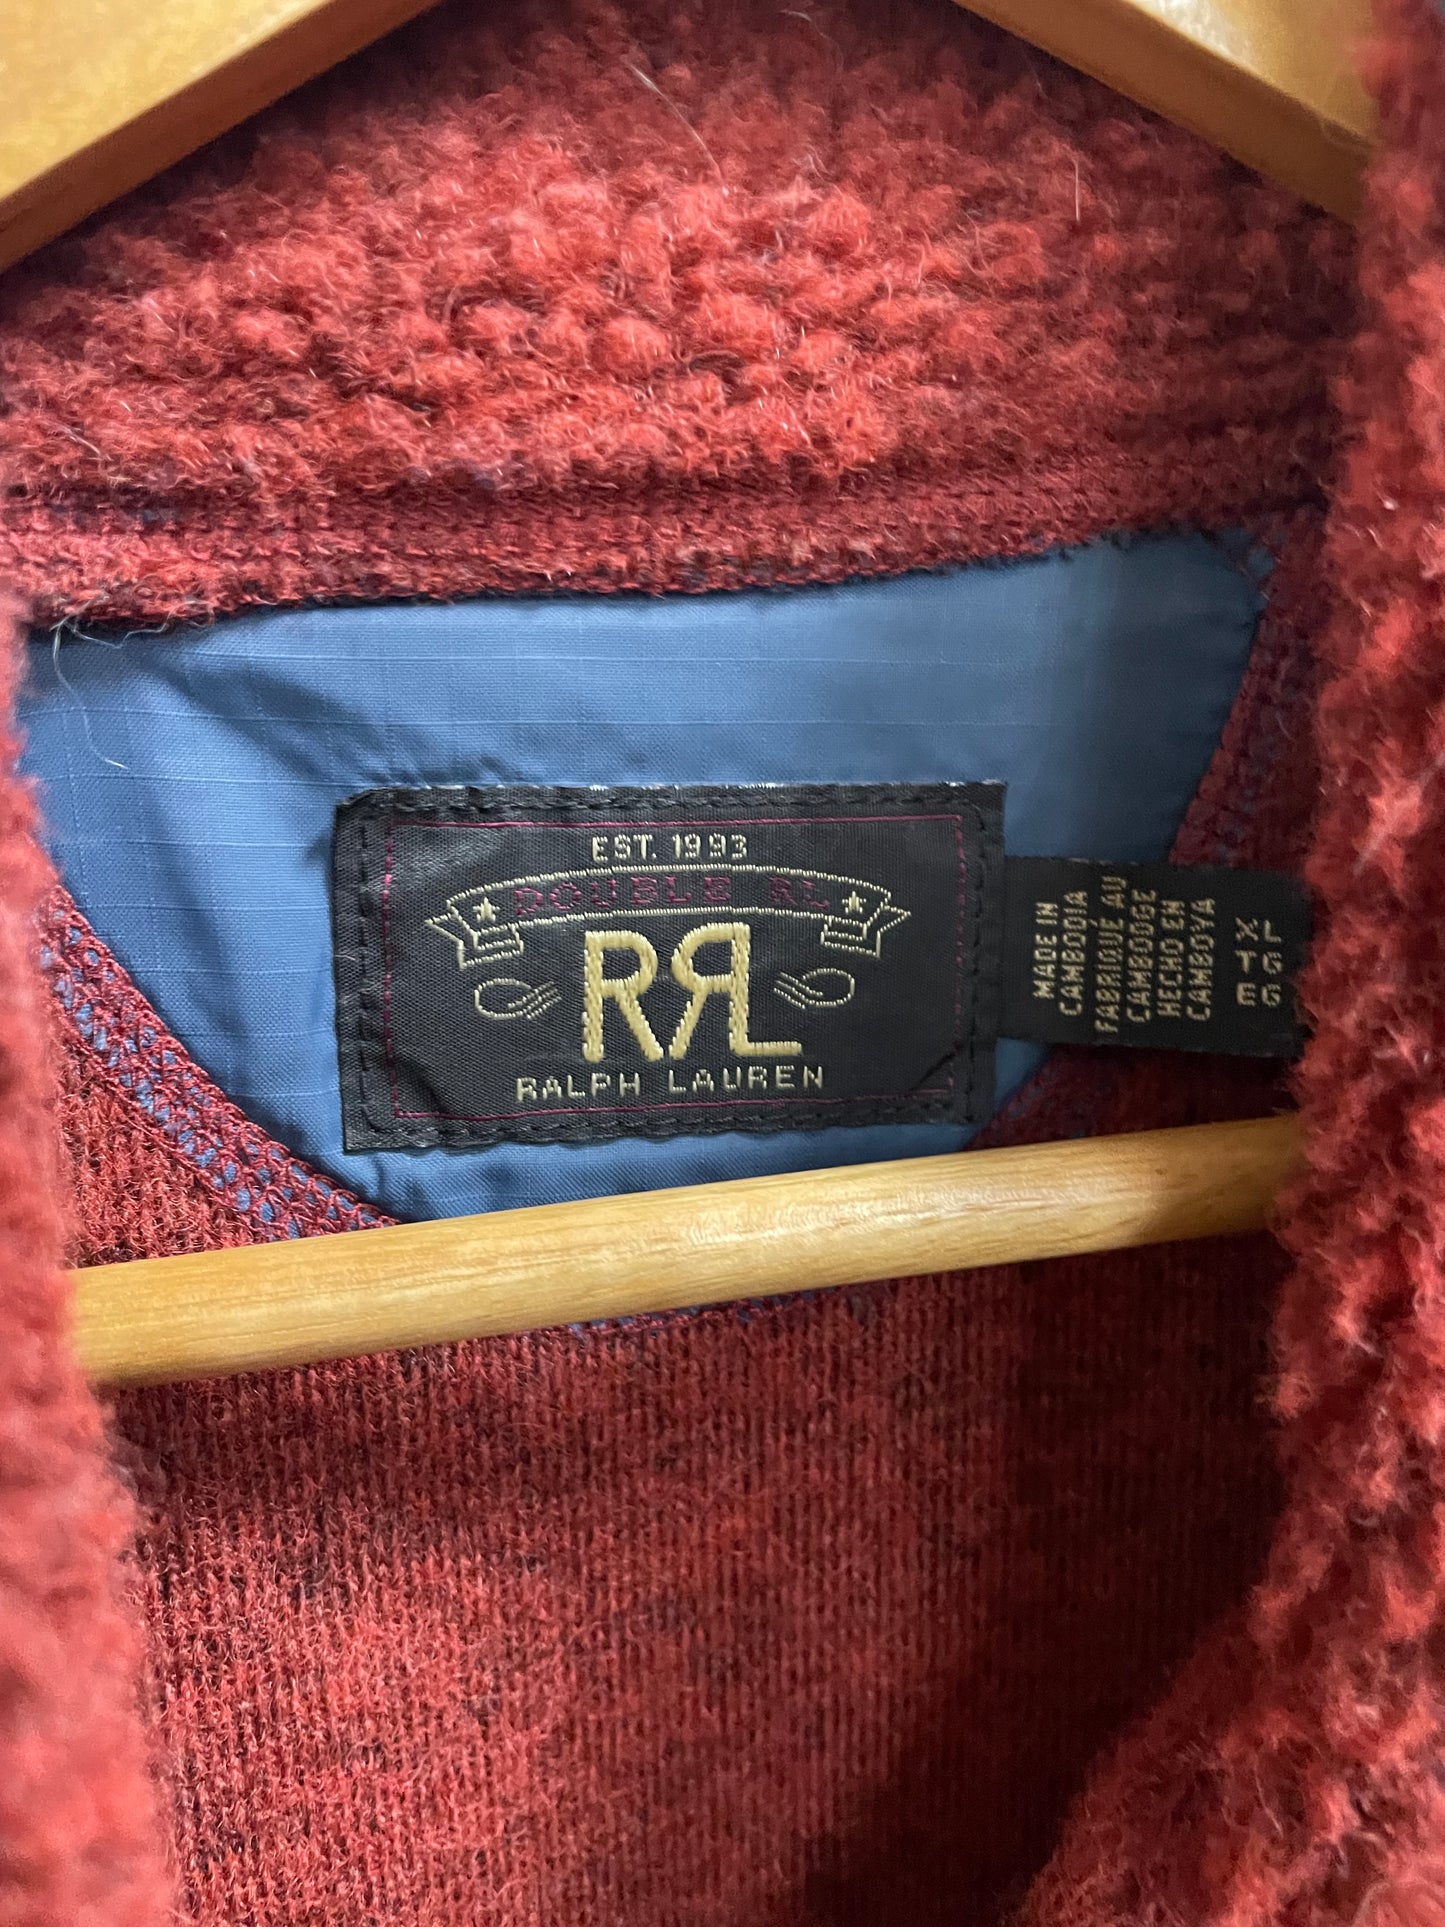 EST. 1993
DOUBLE RL
RRL
RALPH LAUREN
MADE IN
CAMBODIA
FABRIQUE AU
CAMBODGE
HECHO EN
CAMBOYA
XL
TG
EG